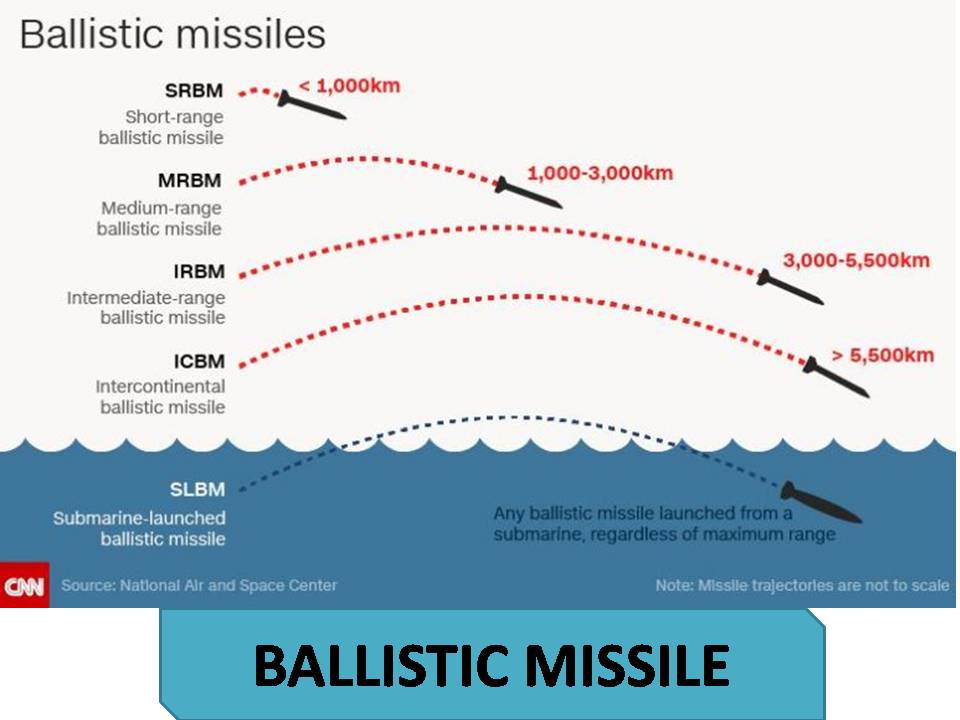 Ballistic missiles
SRBM
Short-range
ballistic missile
< 1,000km
MRBM
Medium-range
ballistic missile
1,000-3,000km
IRBM
Intermediate-range
ballistic missile
3,000-5,500km
ICBM
Intercontinental
ballistic missile
> 5,500km
SLBM
Submarine-launched
ballistic missile
Any ballistic missile launched from a
submarine, regardless of maximum range
CNN
Source: National Air and Space Center
Note: Missile trajectories are not to scale
BALLISTIC MISSILE